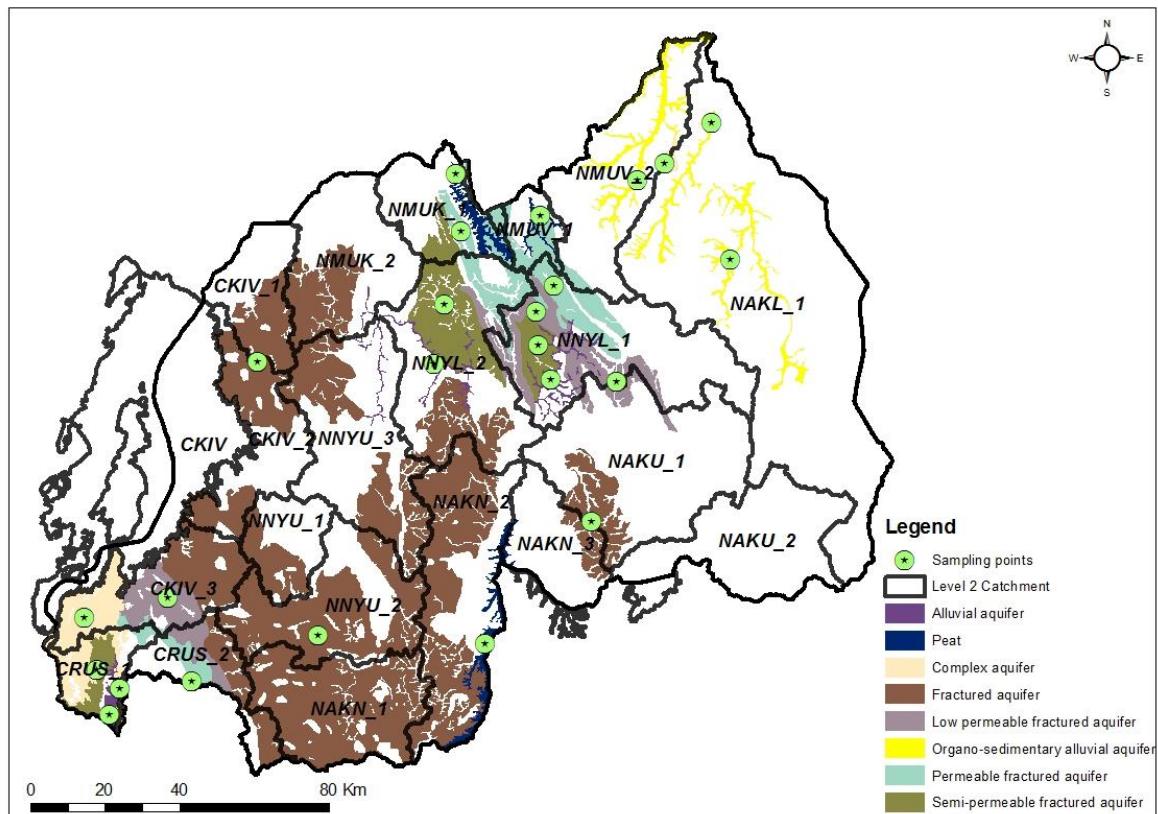 N
W E
S
NMUV_2
NMUK_
NMUV_1
NMUK_2
CKIV_1
NAKL_1
NNYL_1
NNYL_2
CKIV
CKIV_2
NNYU_3
NAKU_1
NAKN_2
NNYU_1
NAKN_3
NAKU_2
CKIV_3
NNYU_2
CRUS_2
CRUS_1
NAKN_1
Legend
Sampling points
Level 2 Catchment
Alluvial aquifer
Peat
Complex aquifer
Fractured aquifer
Low permeable fractured aquifer
Organo-sedimentary alluvial aquifer
Permeable fractured aquifer
Semi-permeable fractured aquifer
0 20 40 80 Km